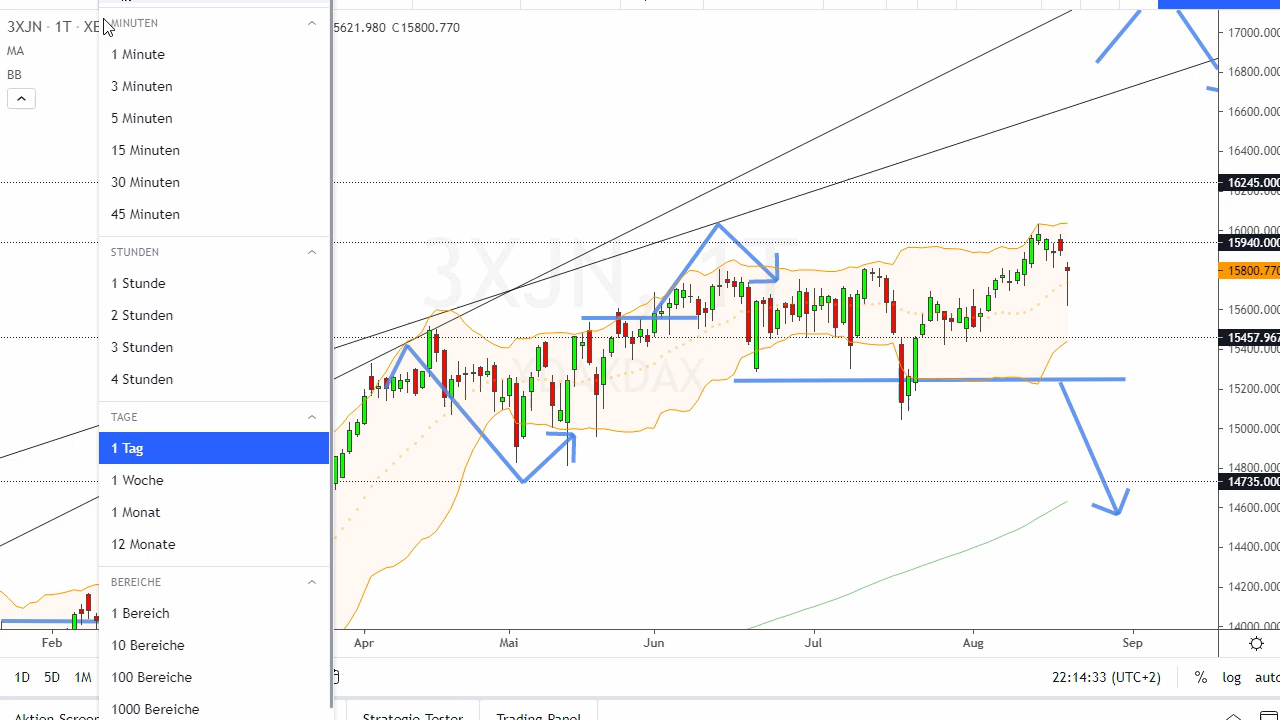 3XJN · 1T · XE
5621.980 C15800.770
MA
BB
MINUTEN
1 Minute
3 Minuten
5 Minuten
15 Minuten
30 Minuten
45 Minuten
STUNDEN
1 Stunde
2 Stunden
3 Stunden
4 Stunden
TAGE
1 Tag
1 Woche
1 Monat
12 Monate
BEREICHE
1 Bereich
10 Bereiche
100 Bereiche
1000 Bereiche
3XJN
17000.000
16800.000
16600.000
16400.000
16245.000
16200.000
16000.000
15940.000
15800.770
15600.000
15457.967
15400.000
15200.000
15000.000
14800.000
14735.000
14600.000
14400.000
14200.000
14000.000
Feb
Apr
Mai
Jun
Jul
Aug
Sep
1D
5D
1M
22:14:33 (UTC+2)
%
log
auto
Aktien-Screen
Strategie-Tester
Trading-Panel